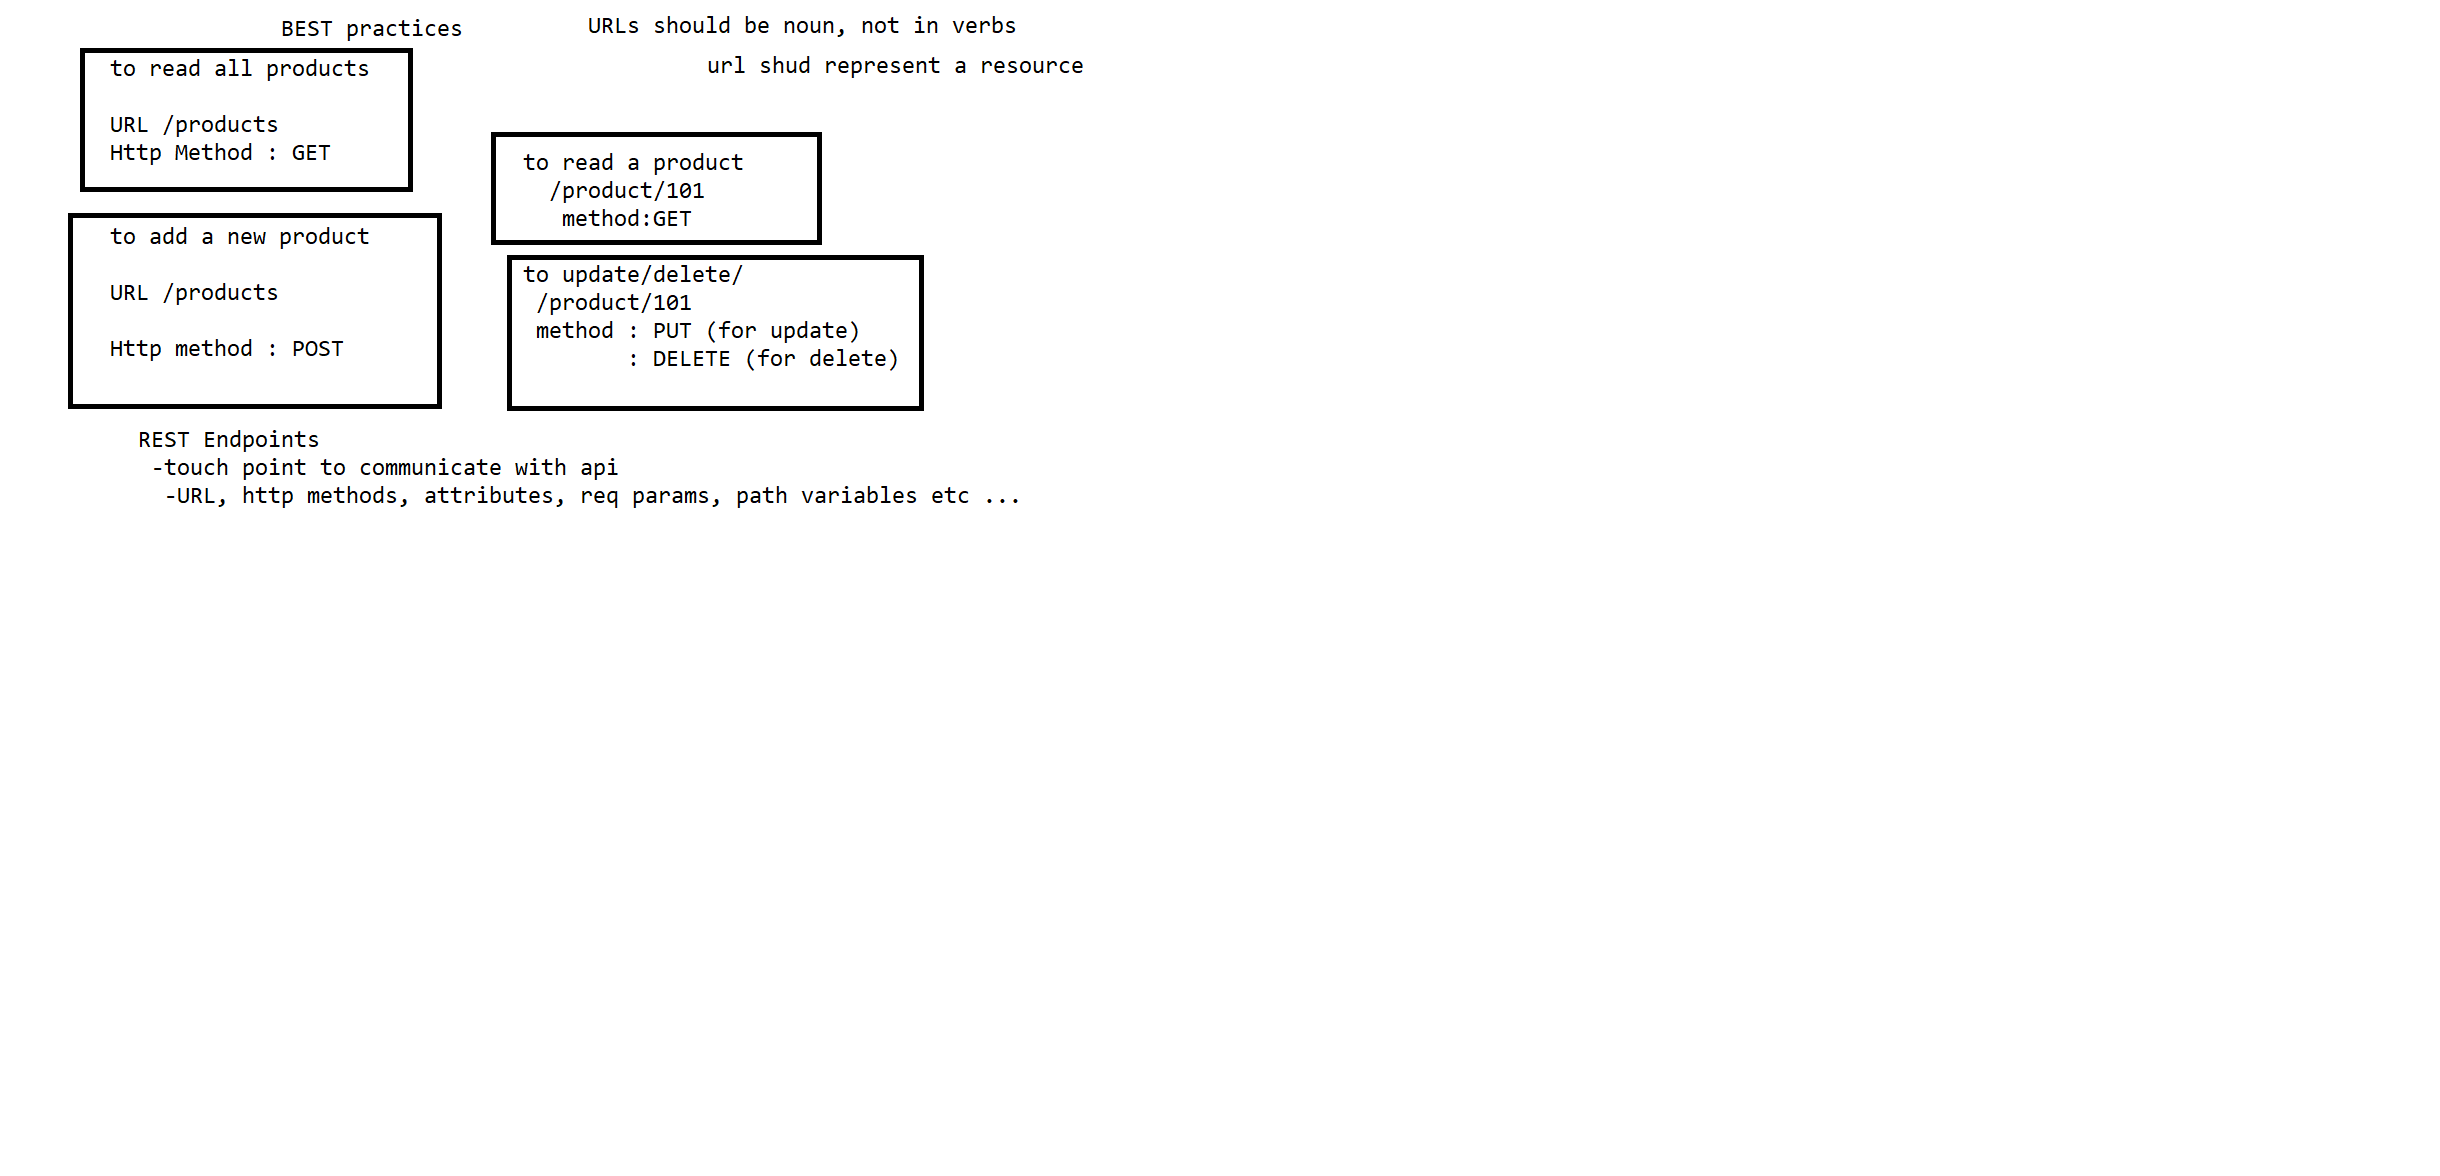 BEST practices
URLs should be noun, not in verbs
url shud represent a resource
to read all products
URL /products
Http Method : GET
to read a product
/product/101
method:GET
to add a new product
URL /products
Http method : POST
to update/delete/
/product/101
method : PUT (for update)
: DELETE (for delete)
REST Endpoints
-touch point to communicate with api
-URL, http methods, attributes, req params, path variables etc ...